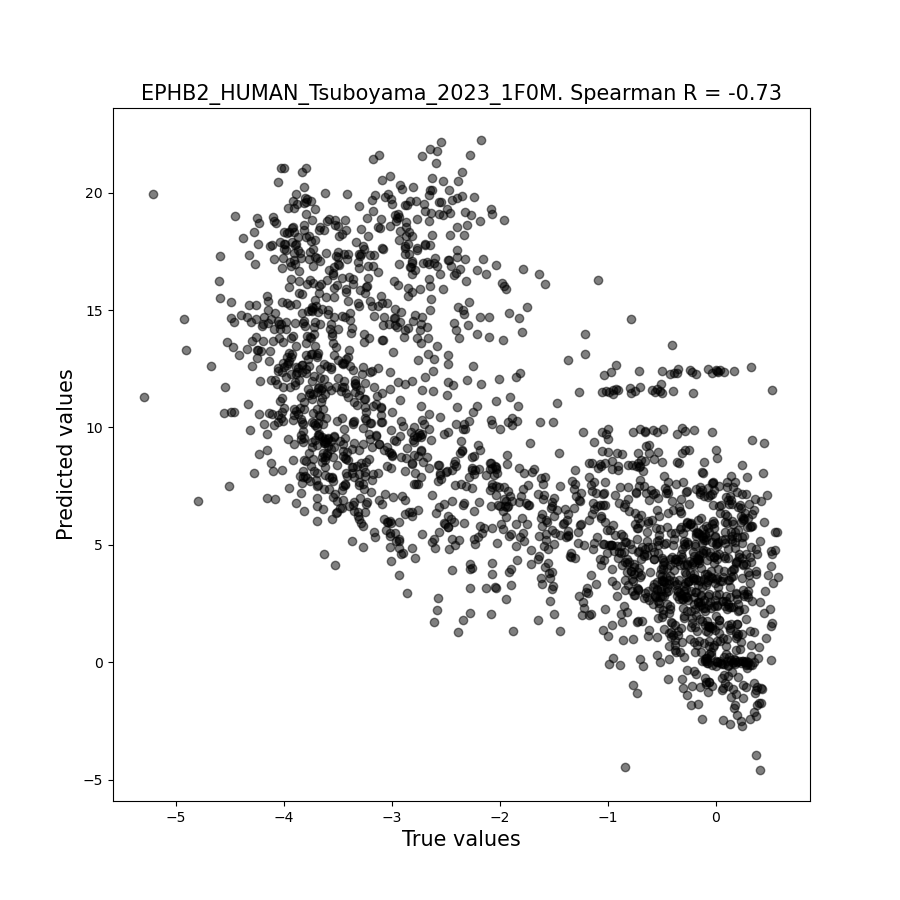 EPHB2_HUMAN_Tsuboyama_2023_1F0M. Spearman R = -0.73
Predicted values
20
15
10
5
0
−5
−5 −4 −3 −2 −1 0
True values